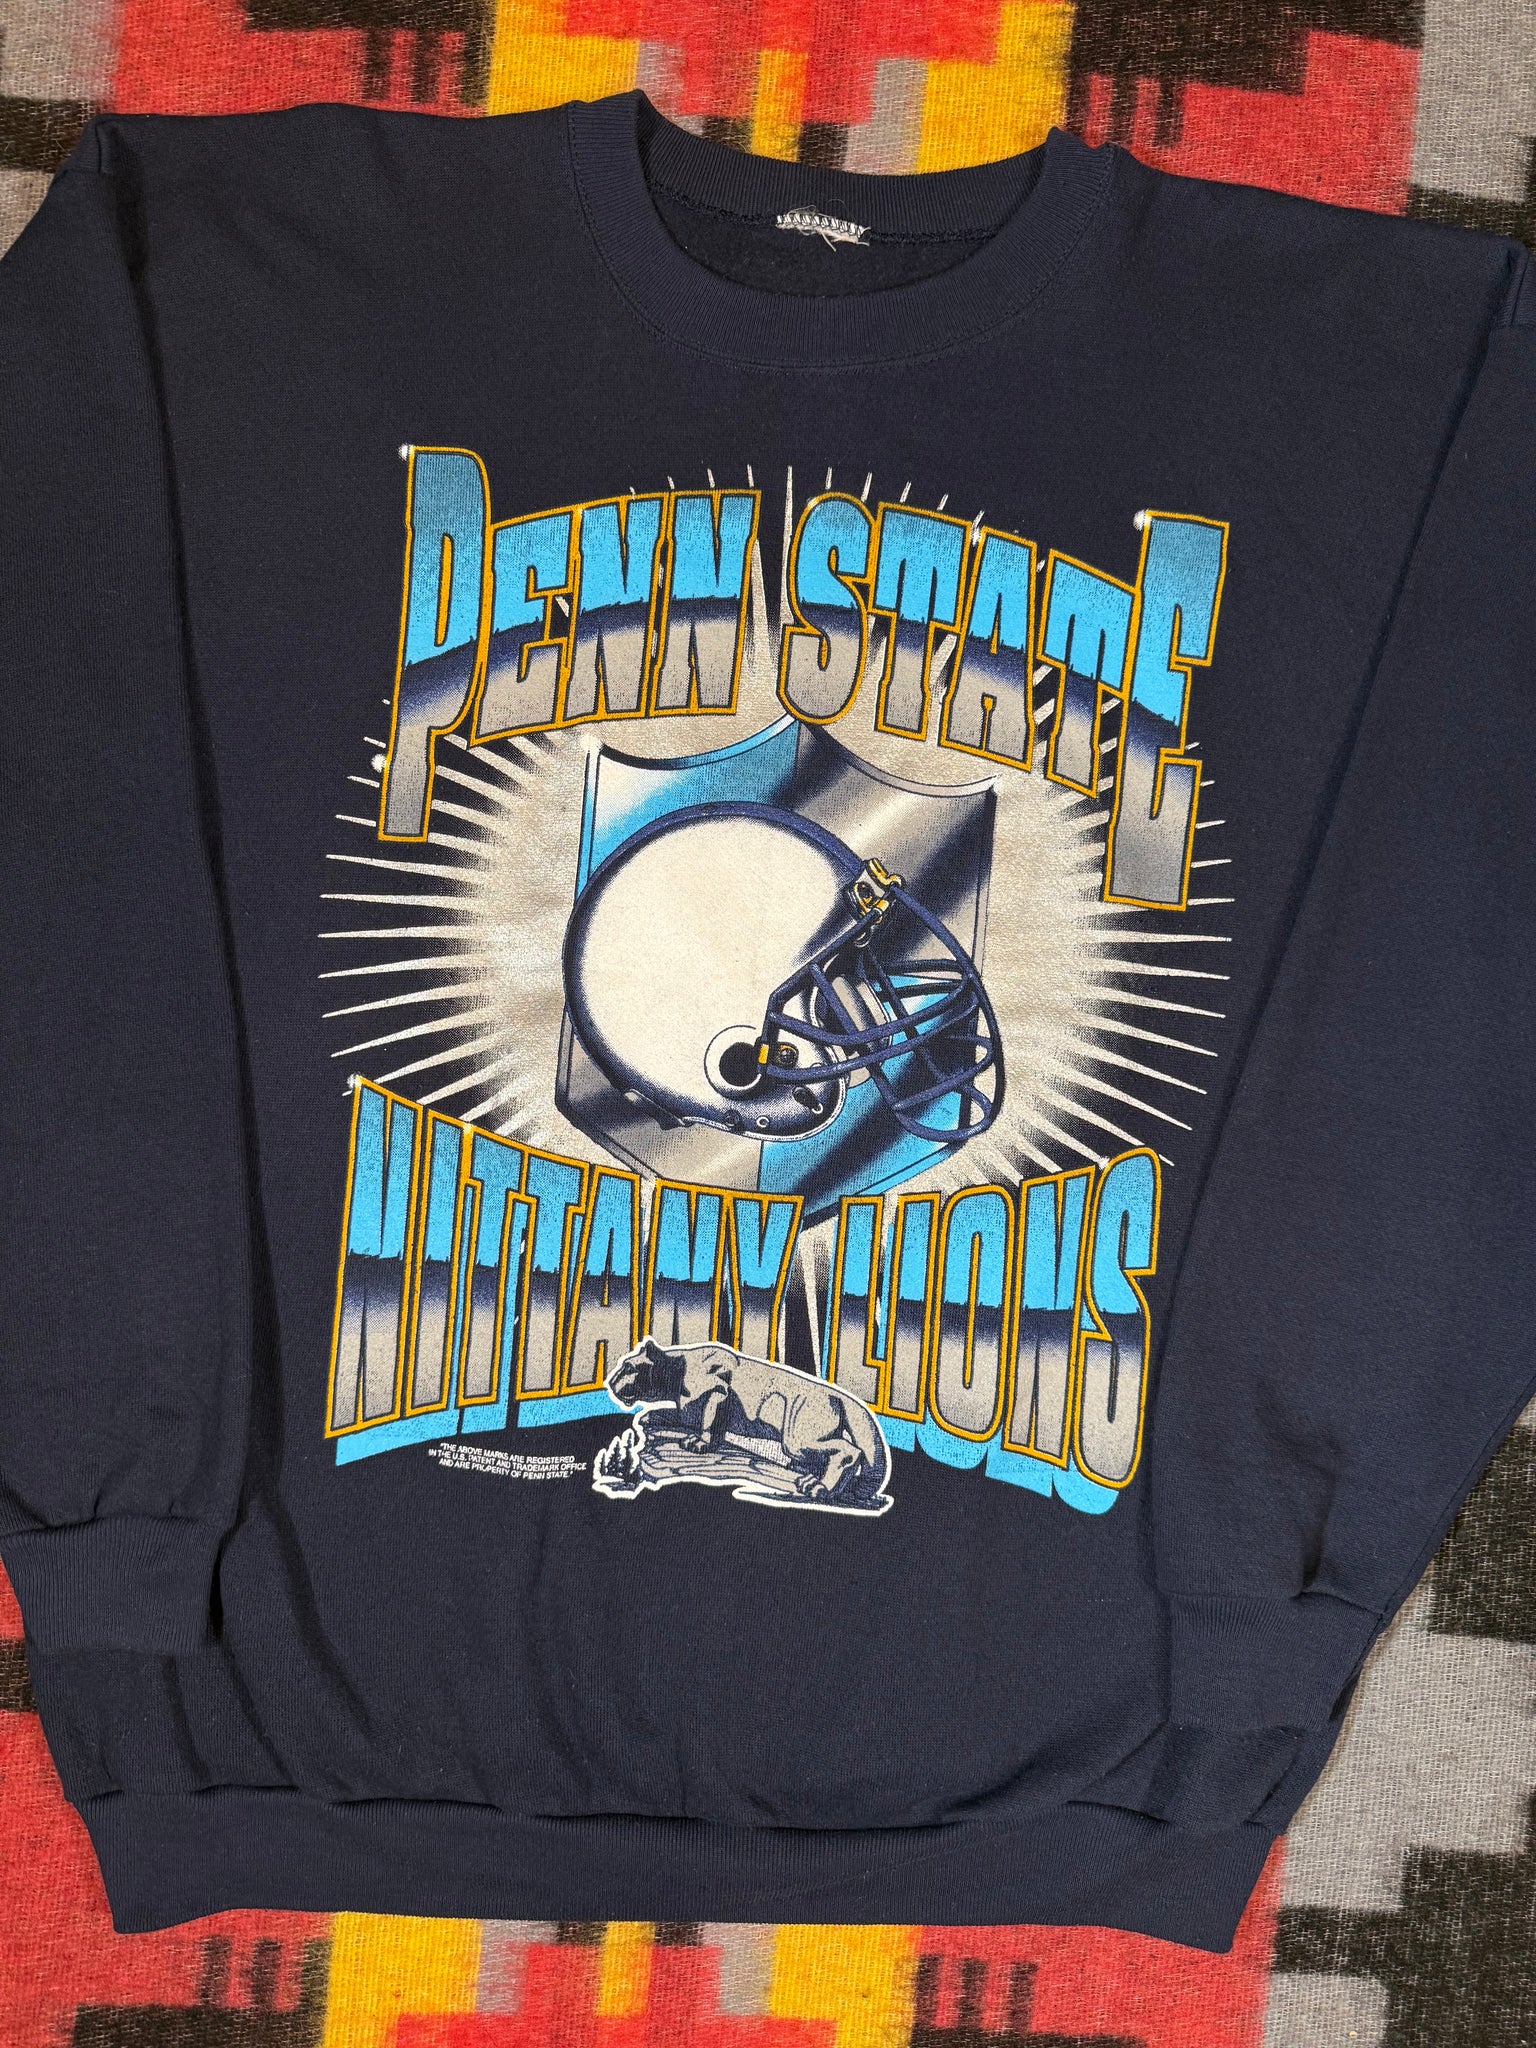 PENN STATE
NITTANY LIONS
"THE ABOVE MARKS ARE REGISTERED
IN THE U.S. PATENT AND TRADEMARK OFFICE
AND ARE PROPERTY OF PENN STATE."